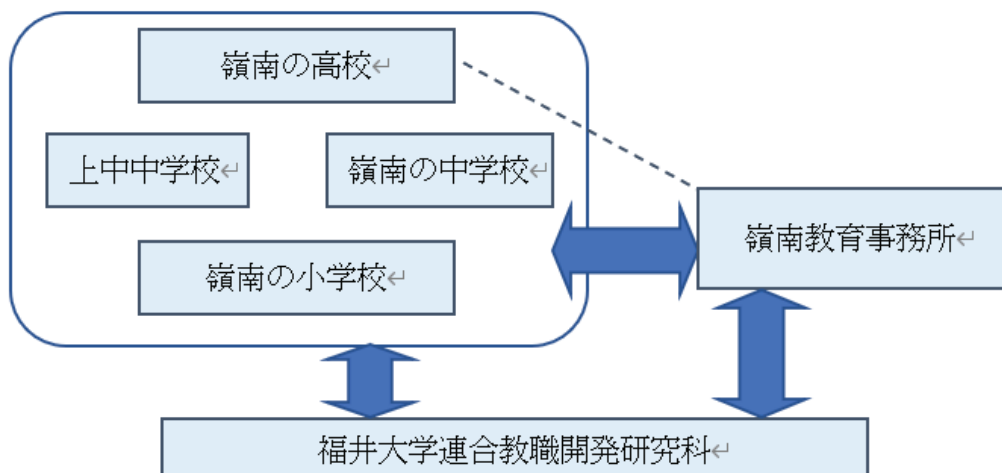 嶺南の高校↵
上中中学校↵
嶺南の中学校↵
嶺南教育事務所↵
嶺南の小学校↵
福井大学連合教職開発研究科↵